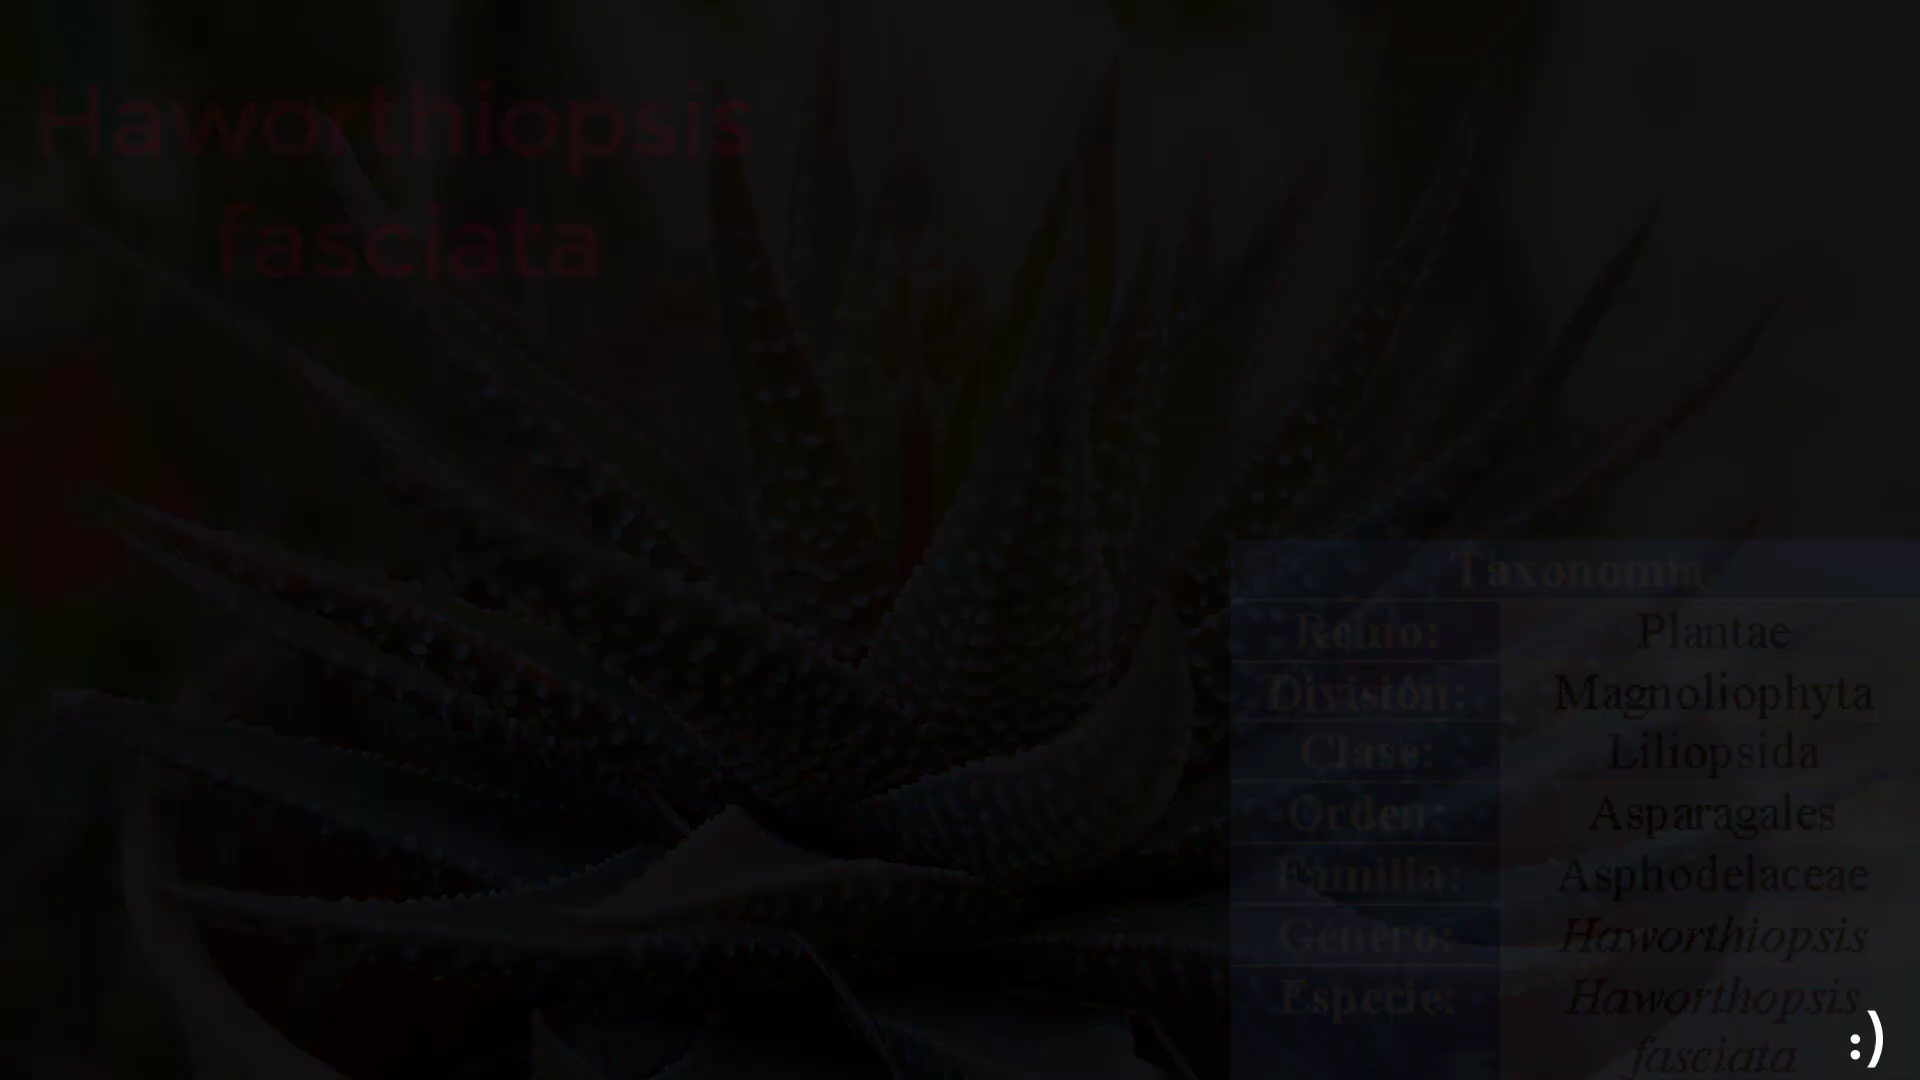 Haworthiopsis
fasciata
Taxonomía
Reino: Plantae
División: Magnoliophyta
Clase: Liliopsida
Orden: Asparagales
Familia: Asphodelaceae
Género: Haworthiopsis
Especie: Haworthopsis
fasciata
:)